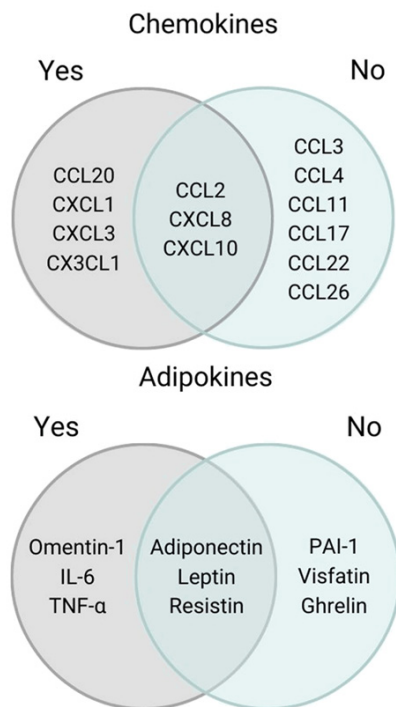 Chemokines
Yes
No
CCL20
CXCL1
CXCL3
CX3CL1
CCL2
CXCL8
CXCL10
CCL3
CCL4
CCL11
CCL17
CCL22
CCL26
Adipokines
Yes
No
Omentin-1
IL-6
TNF-α
Adiponectin
Leptin
Resistin
PAI-1
Visfatin
Ghrelin